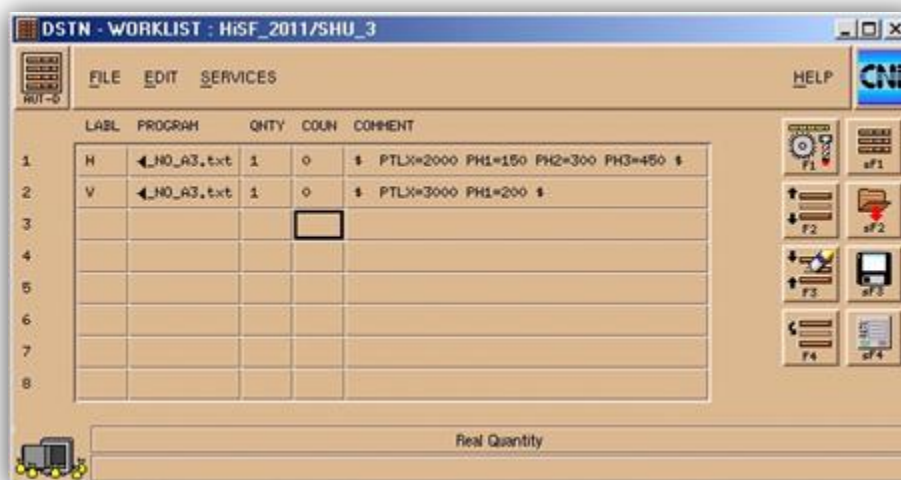 DSTN - WORKLIST : HiSF_2011/SHU_3
FILE EDIT SERVICES HELP CNI
AUT-D
LABL PROGRAM QNTY COUN COMMENT
1 H ◀_NO_A3.txt 1 0 $ PTLX=2000 PH1=150 PH2=300 PH3=450 $
2 V ◀_NO_A3.txt 1 0 $ PTLX=3000 PH1=200 $
3
4
5
6
7
8
F1 sF1
F2 sF2
F3 sF3
F4 sF4
Real Quantity